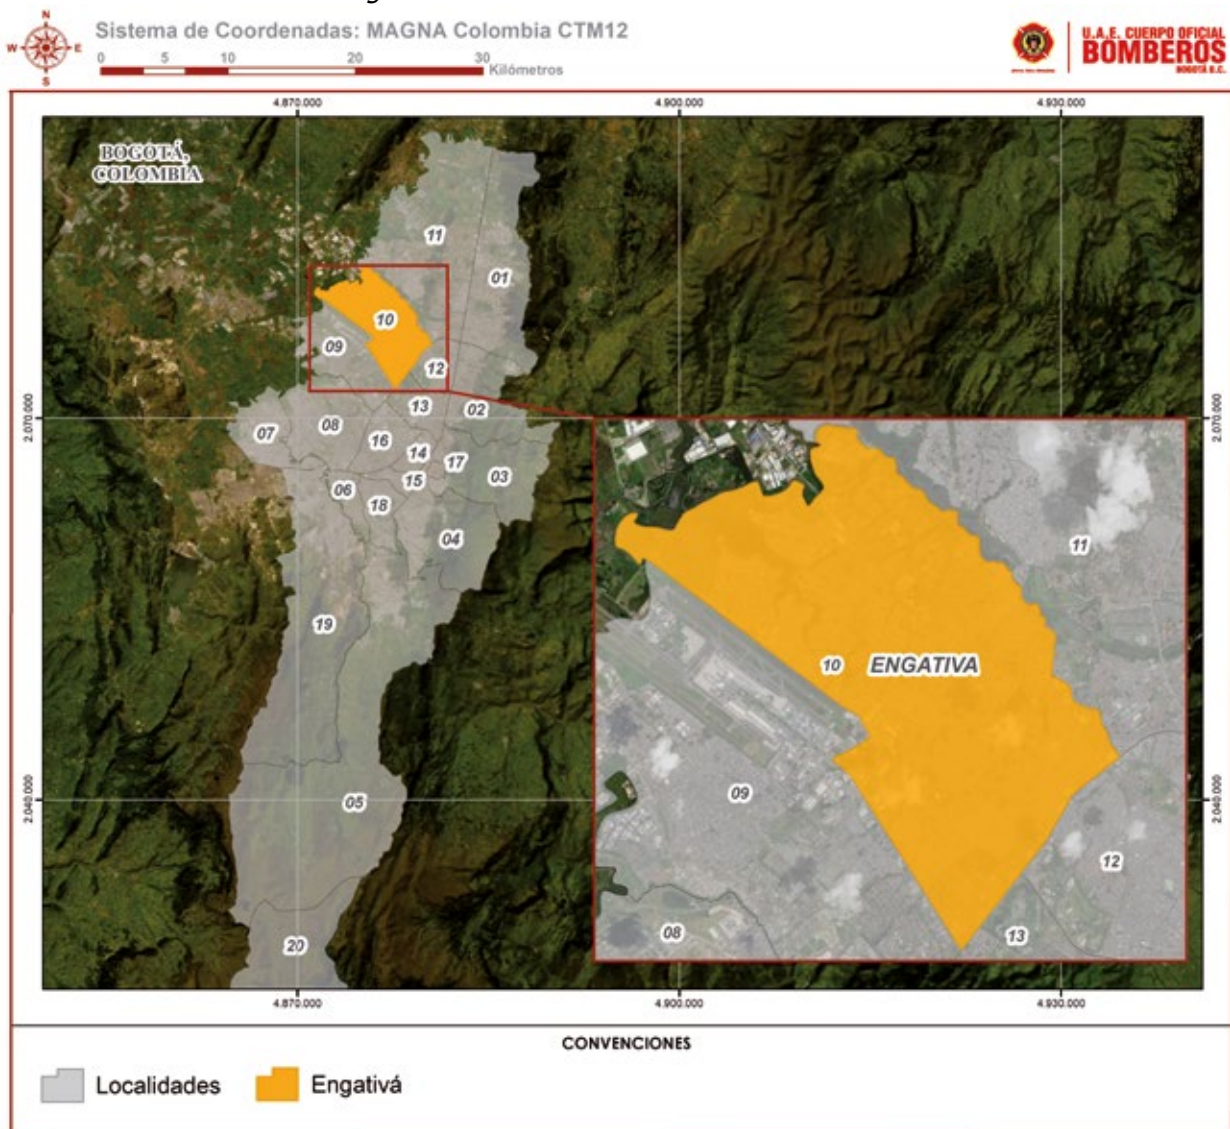 N
W
E
S
Sistema de Coordenadas: MAGNA Colombia CTM12
0 5 10 20 30
Kilómetros
U.A.E. CUERPO OFICIAL
BOMBEROS
BOGOTÁ D.C.
4.870.000 4.900.000 4.930.000
BOGOTÁ,
COLOMBIA
11
01
10
09
12
13
02
2.070.000
2.070.000
07
08
16
14
17
03
15
06
18
04
19
05
20
11
10
ENGATIVA
09
12
08
13
2.040.000
2.040.000
4.870.000 4.900.000 4.930.000
CONVENCIONES
Localidades
Engativá